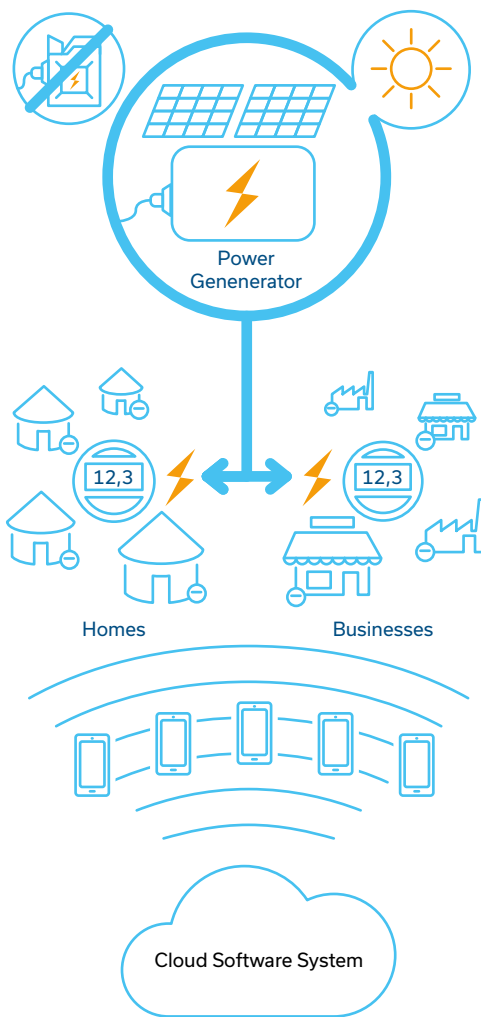 Power
Genenerator
12,3
12,3
Homes
Businesses
Cloud Software System